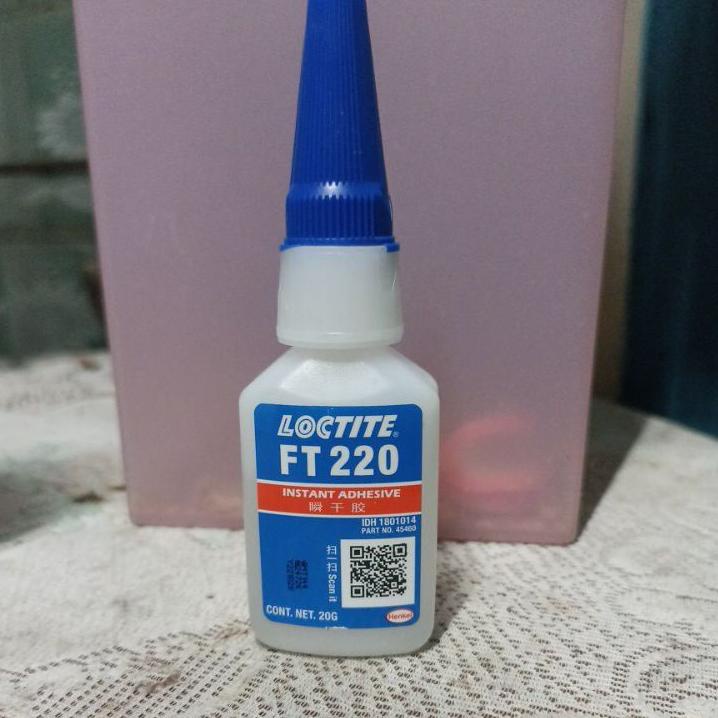 LOCTITE®
FT 220
INSTANT ADHESIVE
瞬干胶
IDH 1801014
PART NO. 45460
扫一扫 Scan it
CONT. NET. 20G
Henkel